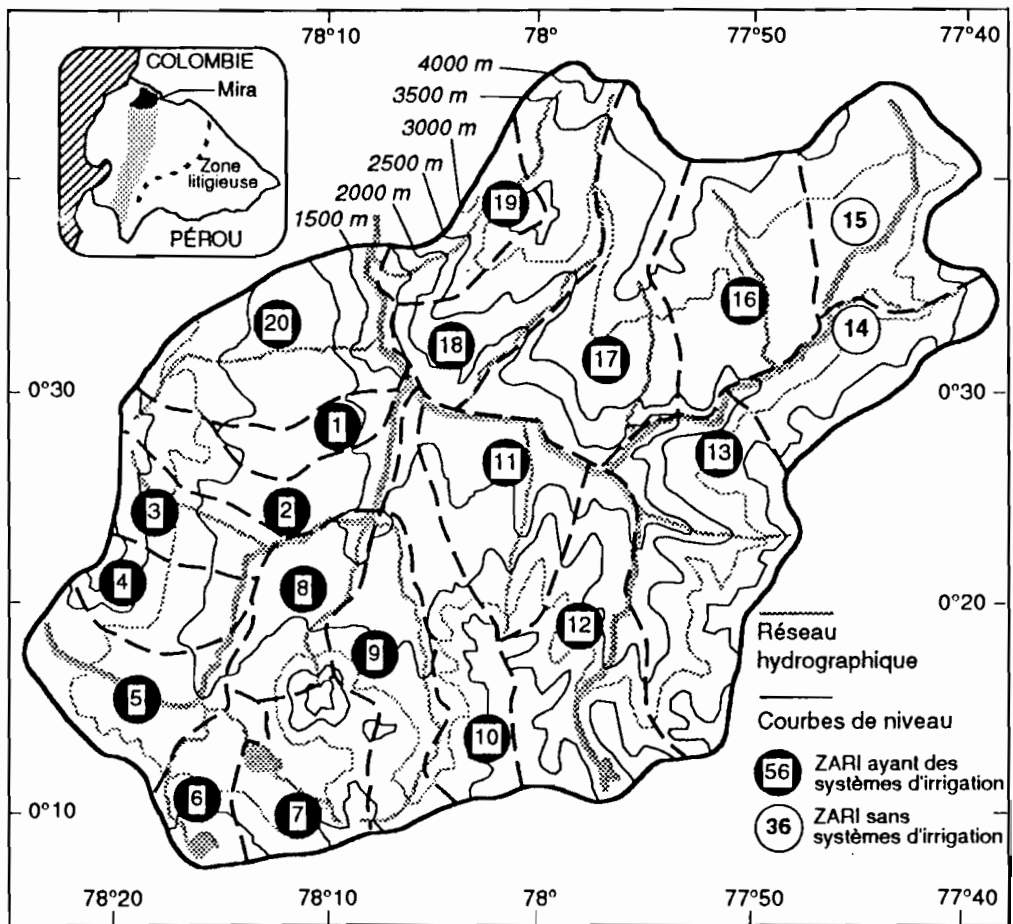 78°10
78°
77°50
77°40
COLOMBIE
Mira
Zone
litigieuse
PÉROU
4000 m
3500 m
3000 m
2500 m
2000 m
1500 m
19
15
16
14
20
18
17
0°30
0°30
1
11
13
3
2
4
8
12
0°20
9
5
10
6
7
0°10
Réseau
hydrographique
Courbes de niveau
56 ZARI ayant des
systèmes d'irrigation
36 ZARI sans
systèmes d'irrigation
78°20
78°10
78°
77°50
77°40